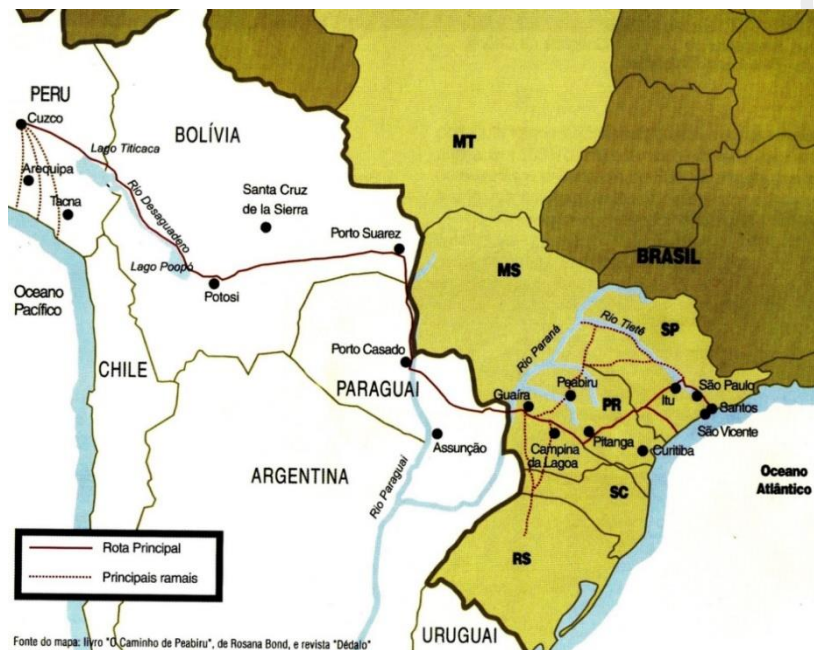 PERU
Cuzco
BOLÍVIA
Lago Titicaca
Arequipa
Tacna
Rio Desaguadero
Santa Cruz
de la Sierra
Porto Suarez
Lago Poopó
Potosi
Oceano
Pacífico
CHILE
Porto Casado
PARAGUAI
Assunção
ARGENTINA
Rio Paraguai
MT
MS
BRASIL
Rio Paraná
Rio Tietê
SP
Guaíra
Peabiru
PR
Itu
São Paulo
Santos
São Vicente
Campina
da Lagoa
Pitanga
Curitiba
SC
RS
Oceano
Atlântico
URUGUAI
Rota Principal
Principais ramais
Fonte do mapa: livro "O Caminho de Peabiru", de Rosana Bond, e revista "Dédalo"